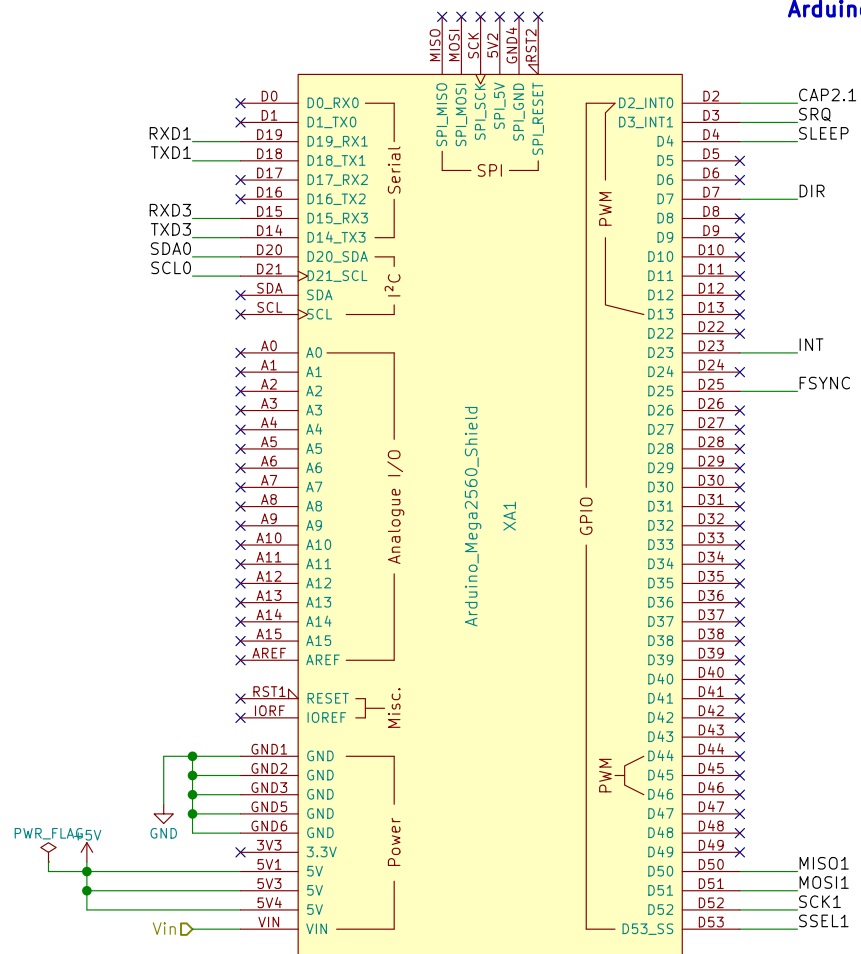 Arduino
MISO MOSI SCK 5V2 GND4 RST2
SPI_MISO SPI_MOSI SPI_SCK SPI_5V SPI_GND SPI_RESET
SPI
D0 D0_RX0
D1 D1_TX0
RXD1 D19 D19_RX1
TXD1 D18 D18_TX1
D17 D17_RX2
D16 D16_TX2
RXD3 D15 D15_RX3
TXD3 D14 D14_TX3
Serial
SDA0 D20 D20_SDA
SCL0 D21 D21_SCL
SDA SDA
SCL SCL
I²C
A0 A0
A1 A1
A2 A2
A3 A3
A4 A4
A5 A5
A6 A6
A7 A7
A8 A8
A9 A9
A10 A10
A11 A11
A12 A12
A13 A13
A14 A14
A15 A15
AREF AREF
Analogue I/O
RST1 RESET
IORF IOREF
Misc.
GND1 GND
GND2 GND
GND3 GND
GND5 GND
GND6 GND
GND
3V3 3.3V
PWR_FLAG +5V
5V1 5V
5V3 5V
5V4 5V
Vin VIN VIN
Power
Arduino_Mega2560_Shield
XA1
GPIO
PWM
D2_INT0 D2 CAP2.1
D3_INT1 D3 SRQ
D4 D4 SLEEP
D5 D5
D6 D6
D7 D7 DIR
D8 D8
D9 D9
D10 D10
D11 D11
D12 D12
D13 D13
D22 D22
D23 D23 INT
D24 D24
D25 D25 FSYNC
D26 D26
D27 D27
D28 D28
D29 D29
D30 D30
D31 D31
D32 D32
D33 D33
D34 D34
D35 D35
D36 D36
D37 D37
D38 D38
D39 D39
D40 D40
D41 D41
D42 D42
D43 D43
D44 D44
PWM D45 D45
D46 D46
D47 D47
D48 D48
D49 D49
D50 D50 MISO1
D51 D51 MOSI1
D52 D52 SCK1
D53_SS D53 SSEL1